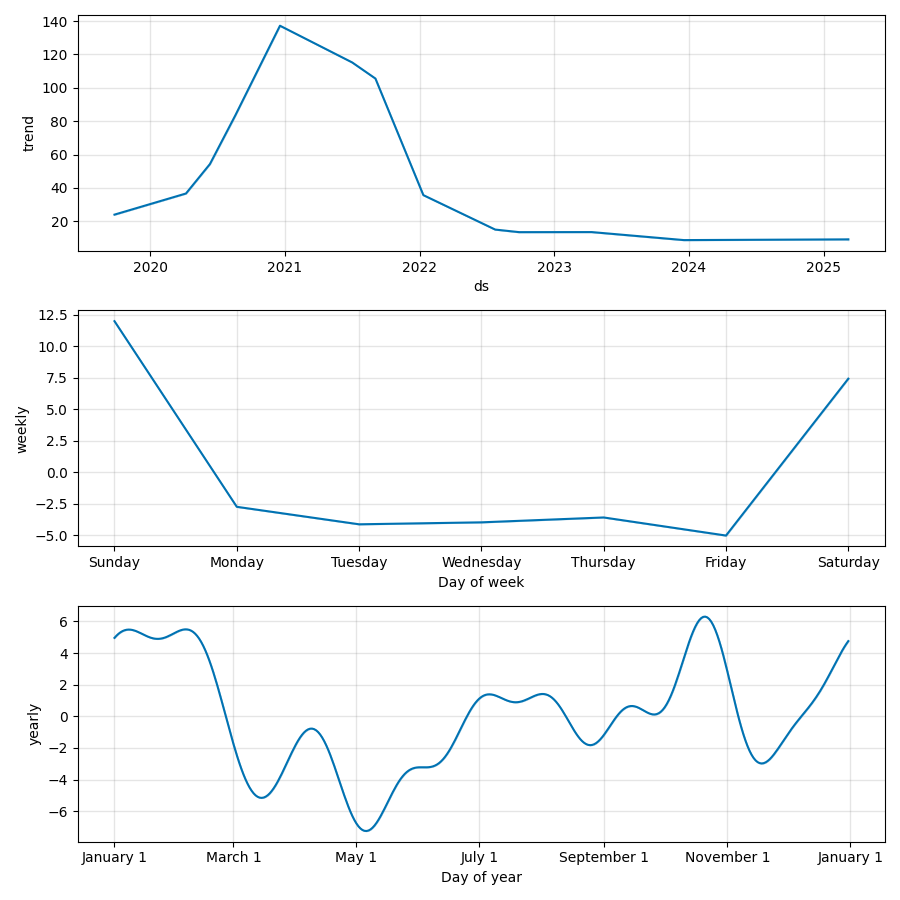 140
120
100
80
60
40
20
trend
2020 2021 2022 2023 2024 2025
ds
12.5
10.0
7.5
5.0
2.5
0.0
−2.5
−5.0
weekly
Sunday Monday Tuesday Wednesday Thursday Friday Saturday
Day of week
6
4
2
0
−2
−4
−6
yearly
January 1 March 1 May 1 July 1 September 1 November 1 January 1
Day of year